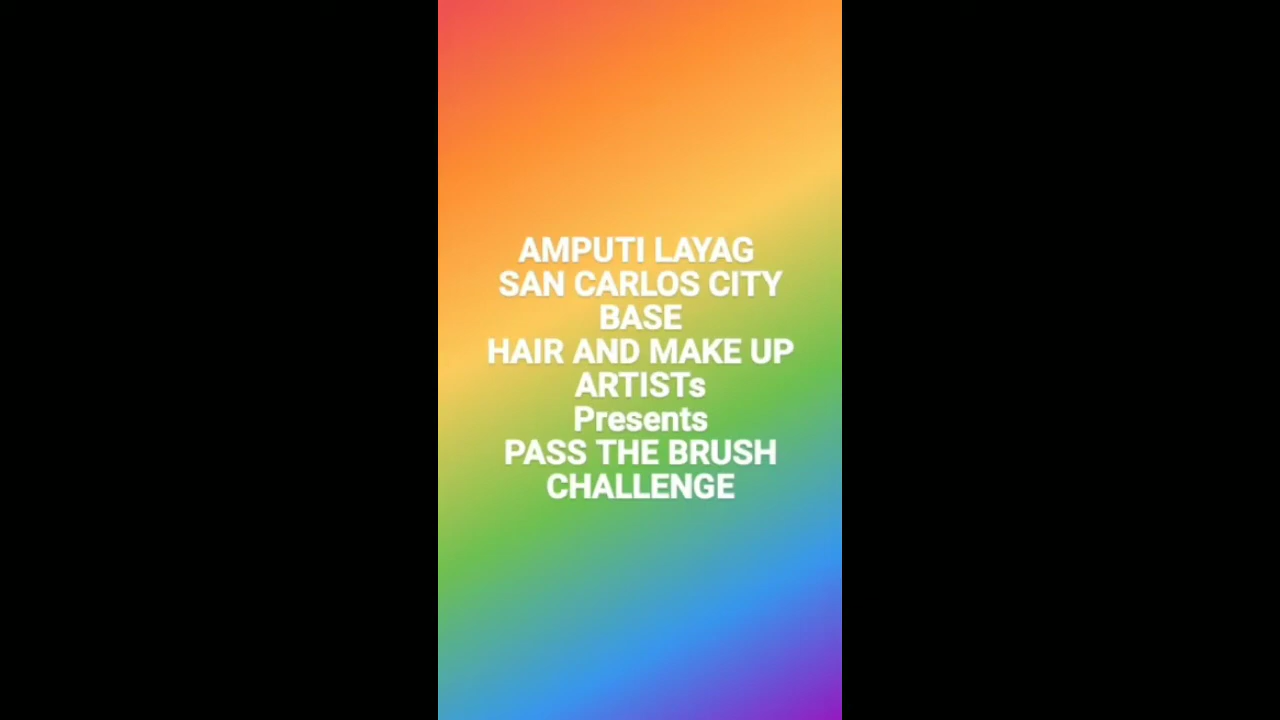 AMPUTI LAYAG
SAN CARLOS CITY
BASE
HAIR AND MAKE UP
ARTISTs
Presents
PASS THE BRUSH
CHALLENGE